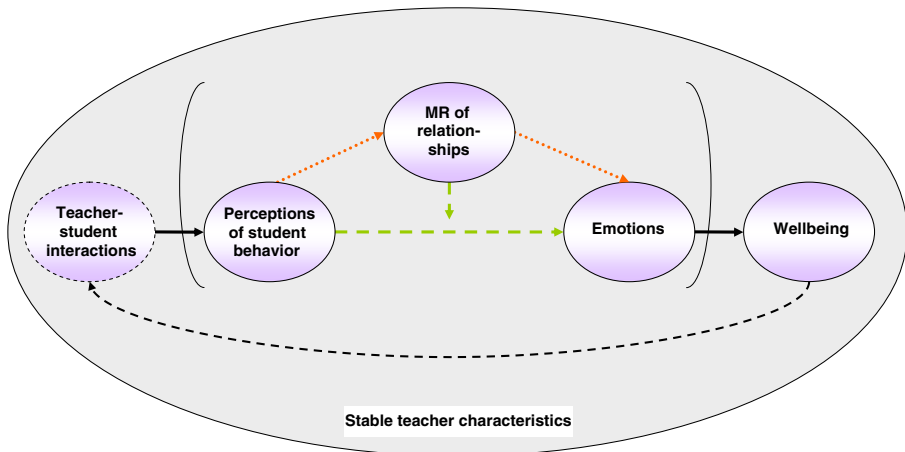 MR of
relation-
ships
Teacher-
student
interactions
Perceptions
of student
behavior
Emotions
Wellbeing
Stable teacher characteristics